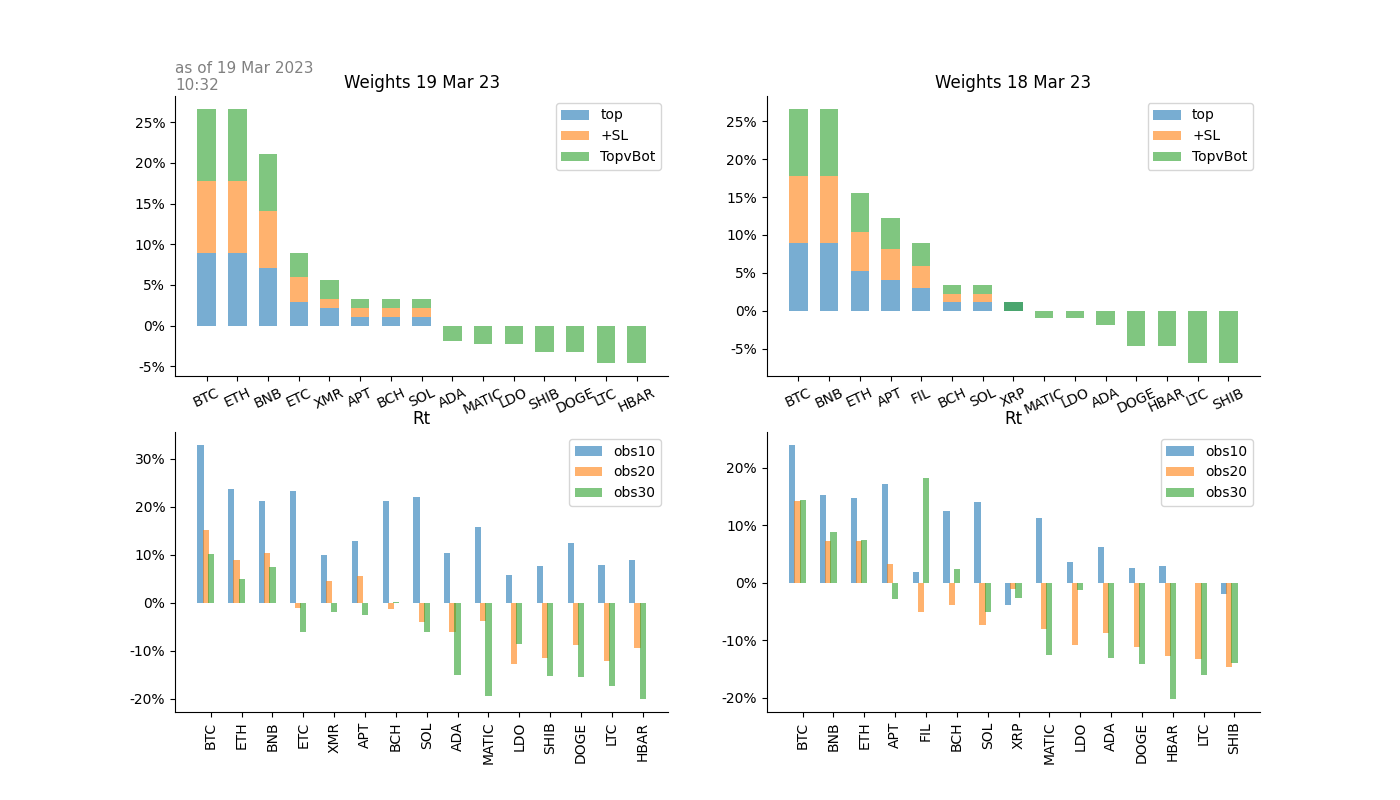 as of 19 Mar 2023
10:32
Weights 19 Mar 23
25%
20%
15%
10%
5%
0%
-5%
top
+SL
TopvBot
BTC ETH BNB ETC XMR APT BCH SOL ADA MATIC LDO SHIB DOGE LTC HBAR
Weights 18 Mar 23
25%
20%
15%
10%
5%
0%
-5%
top
+SL
TopvBot
BTC BNB ETH APT FIL BCH SOL XRP MATIC LDO ADA DOGE HBAR LTC SHIB
Rt
30%
20%
10%
0%
-10%
-20%
obs10
obs20
obs30
BTC ETH BNB ETC XMR APT BCH SOL ADA MATIC LDO SHIB DOGE LTC HBAR
Rt
20%
10%
0%
-10%
-20%
obs10
obs20
obs30
BTC BNB ETH APT FIL BCH SOL XRP MATIC LDO ADA DOGE HBAR LTC SHIB